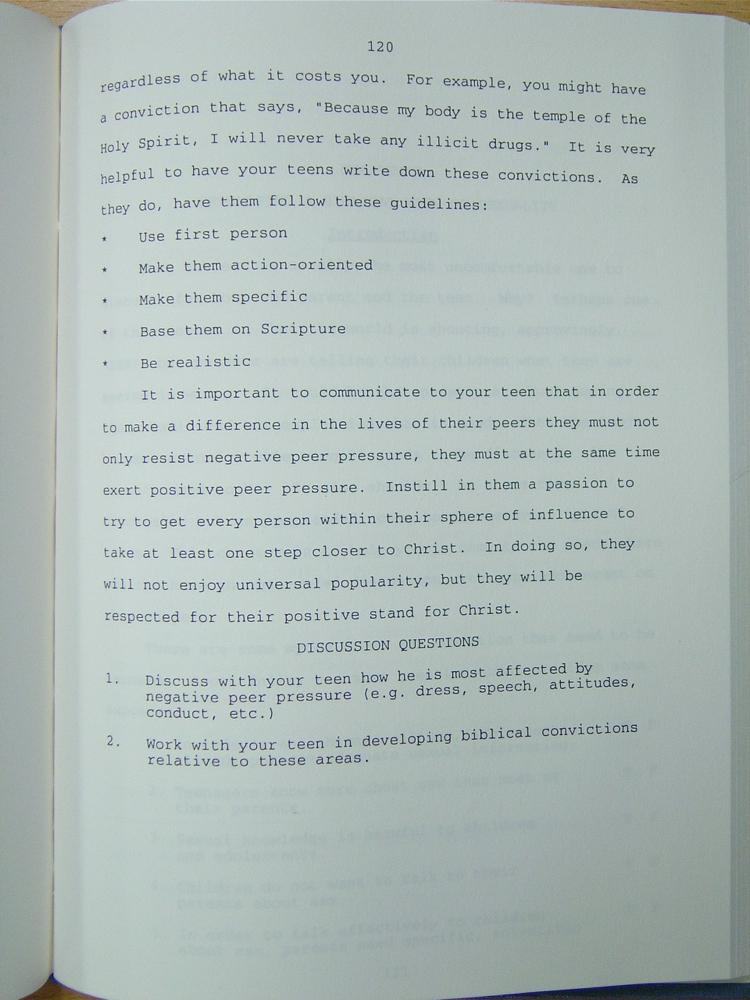 120
regardless of what it costs you. For example, you might have
a conviction that says, "Because my body is the temple of the
Holy Spirit, I will never take any illicit drugs." It is very
helpful to have your teens write down these convictions. As
they do, have them follow these guidelines:
* Use first person
* Make them action-oriented
* Make them specific
* Base them on Scripture
* Be realistic
It is important to communicate to your teen that in order
to make a difference in the lives of their peers they must not
only resist negative peer pressure, they must at the same time
exert positive peer pressure. Instill in them a passion to
try to get every person within their sphere of influence to
take at least one step closer to Christ. In doing so, they
will not enjoy universal popularity, but they will be
respected for their positive stand for Christ.
DISCUSSION QUESTIONS
1. Discuss with your teen how he is most affected by
negative peer pressure (e.g. dress, speech, attitudes,
conduct, etc.)
2. Work with your teen in developing biblical convictions
relative to these areas.